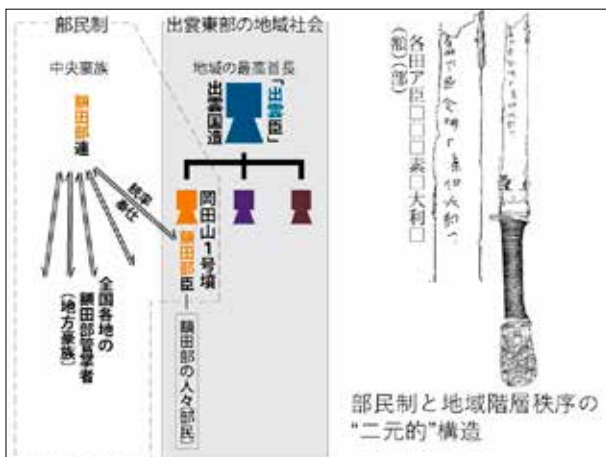 部民制
中央豪族
額田部連
統率
奉仕
全国各地の
額田部管掌者
(地方豪族)
出雲東部の地域社会
地域の最高首長
「出雲臣」
出雲国造
岡田山1号墳
額田部臣
額田部の人々(部民)
各田ア臣□□□素□大利□
(額)(部)
部民制と地域階層秩序の
“二元的”構造